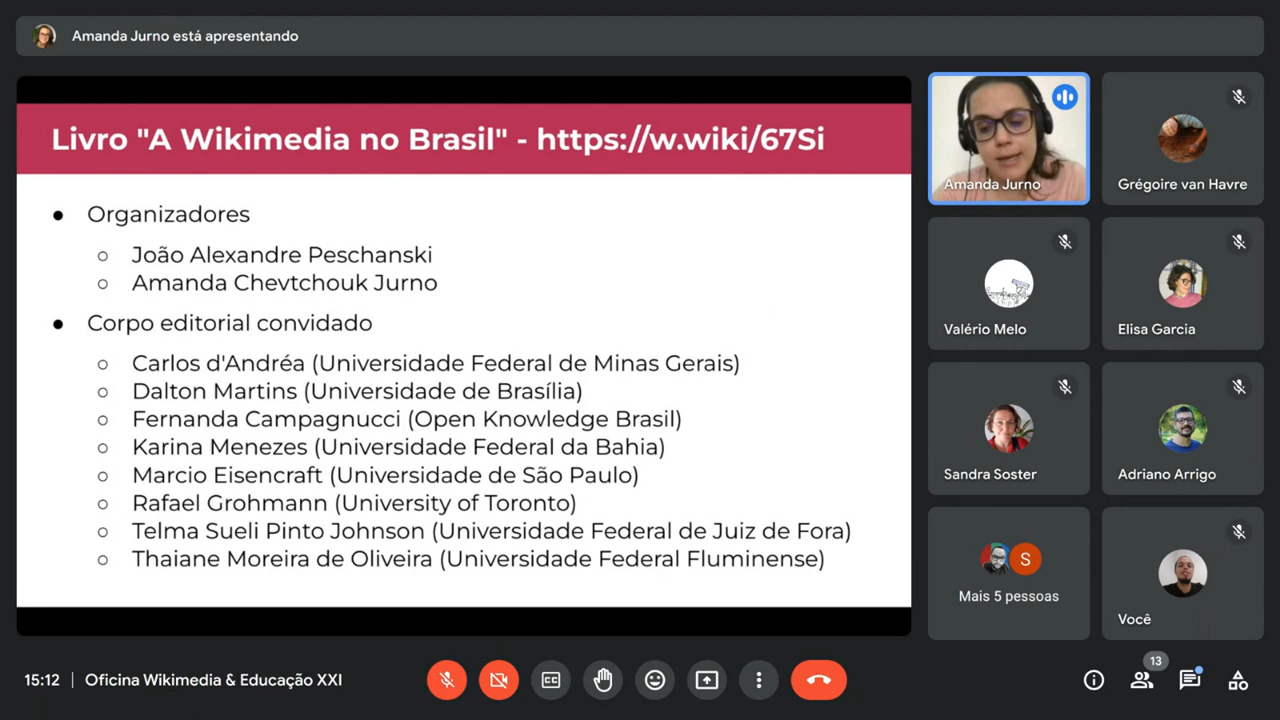 Amanda Jurno está apresentando
Livro "A Wikimedia no Brasil" - https://w.wiki/67Si
● Organizadores
○ João Alexandre Peschanski
○ Amanda Chevtchouk Jurno
● Corpo editorial convidado
○ Carlos d'Andréa (Universidade Federal de Minas Gerais)
○ Dalton Martins (Universidade de Brasília)
○ Fernanda Campagnucci (Open Knowledge Brasil)
○ Karina Menezes (Universidade Federal da Bahia)
○ Marcio Eisencraft (Universidade de São Paulo)
○ Rafael Grohmann (University of Toronto)
○ Telma Sueli Pinto Johnson (Universidade Federal de Juiz de Fora)
○ Thaiane Moreira de Oliveira (Universidade Federal Fluminense)
Amanda Jurno
Grégoire van Havre
Valério Melo
Elisa Garcia
Sandra Soster
Adriano Arrigo
S
Mais 5 pessoas
Você
15:12 | Oficina Wikimedia & Educação XXI
CC
13